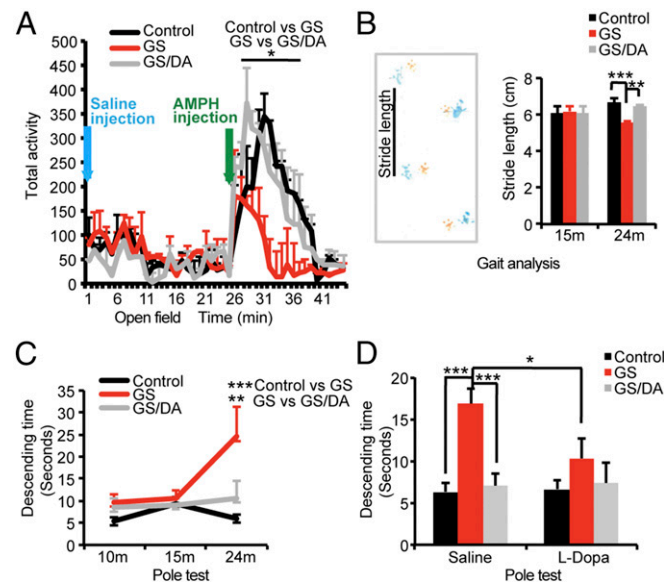 A
Control
GS
GS/DA
Control vs GS
GS vs GS/DA
*
Saline
injection
AMPH
injection
Total activity
500
450
400
350
300
250
200
150
100
50
0
1 6 11 16 21 26 31 36 41
Open field Time (min)
B
Stride length
Control
GS
GS/DA
*** **
Stride length (cm)
10
8
6
4
2
0
15m 24m
Gait analysis
C
Control
GS
GS/DA
*** Control vs GS
** GS vs GS/DA
Descending time
(Seconds)
35
30
25
20
15
10
5
0
10m 15m 24m
Pole test
D
Control
GS
GS/DA
*** *** *
Descending time
(Seconds)
20
15
10
5
0
Saline L-Dopa
Pole test